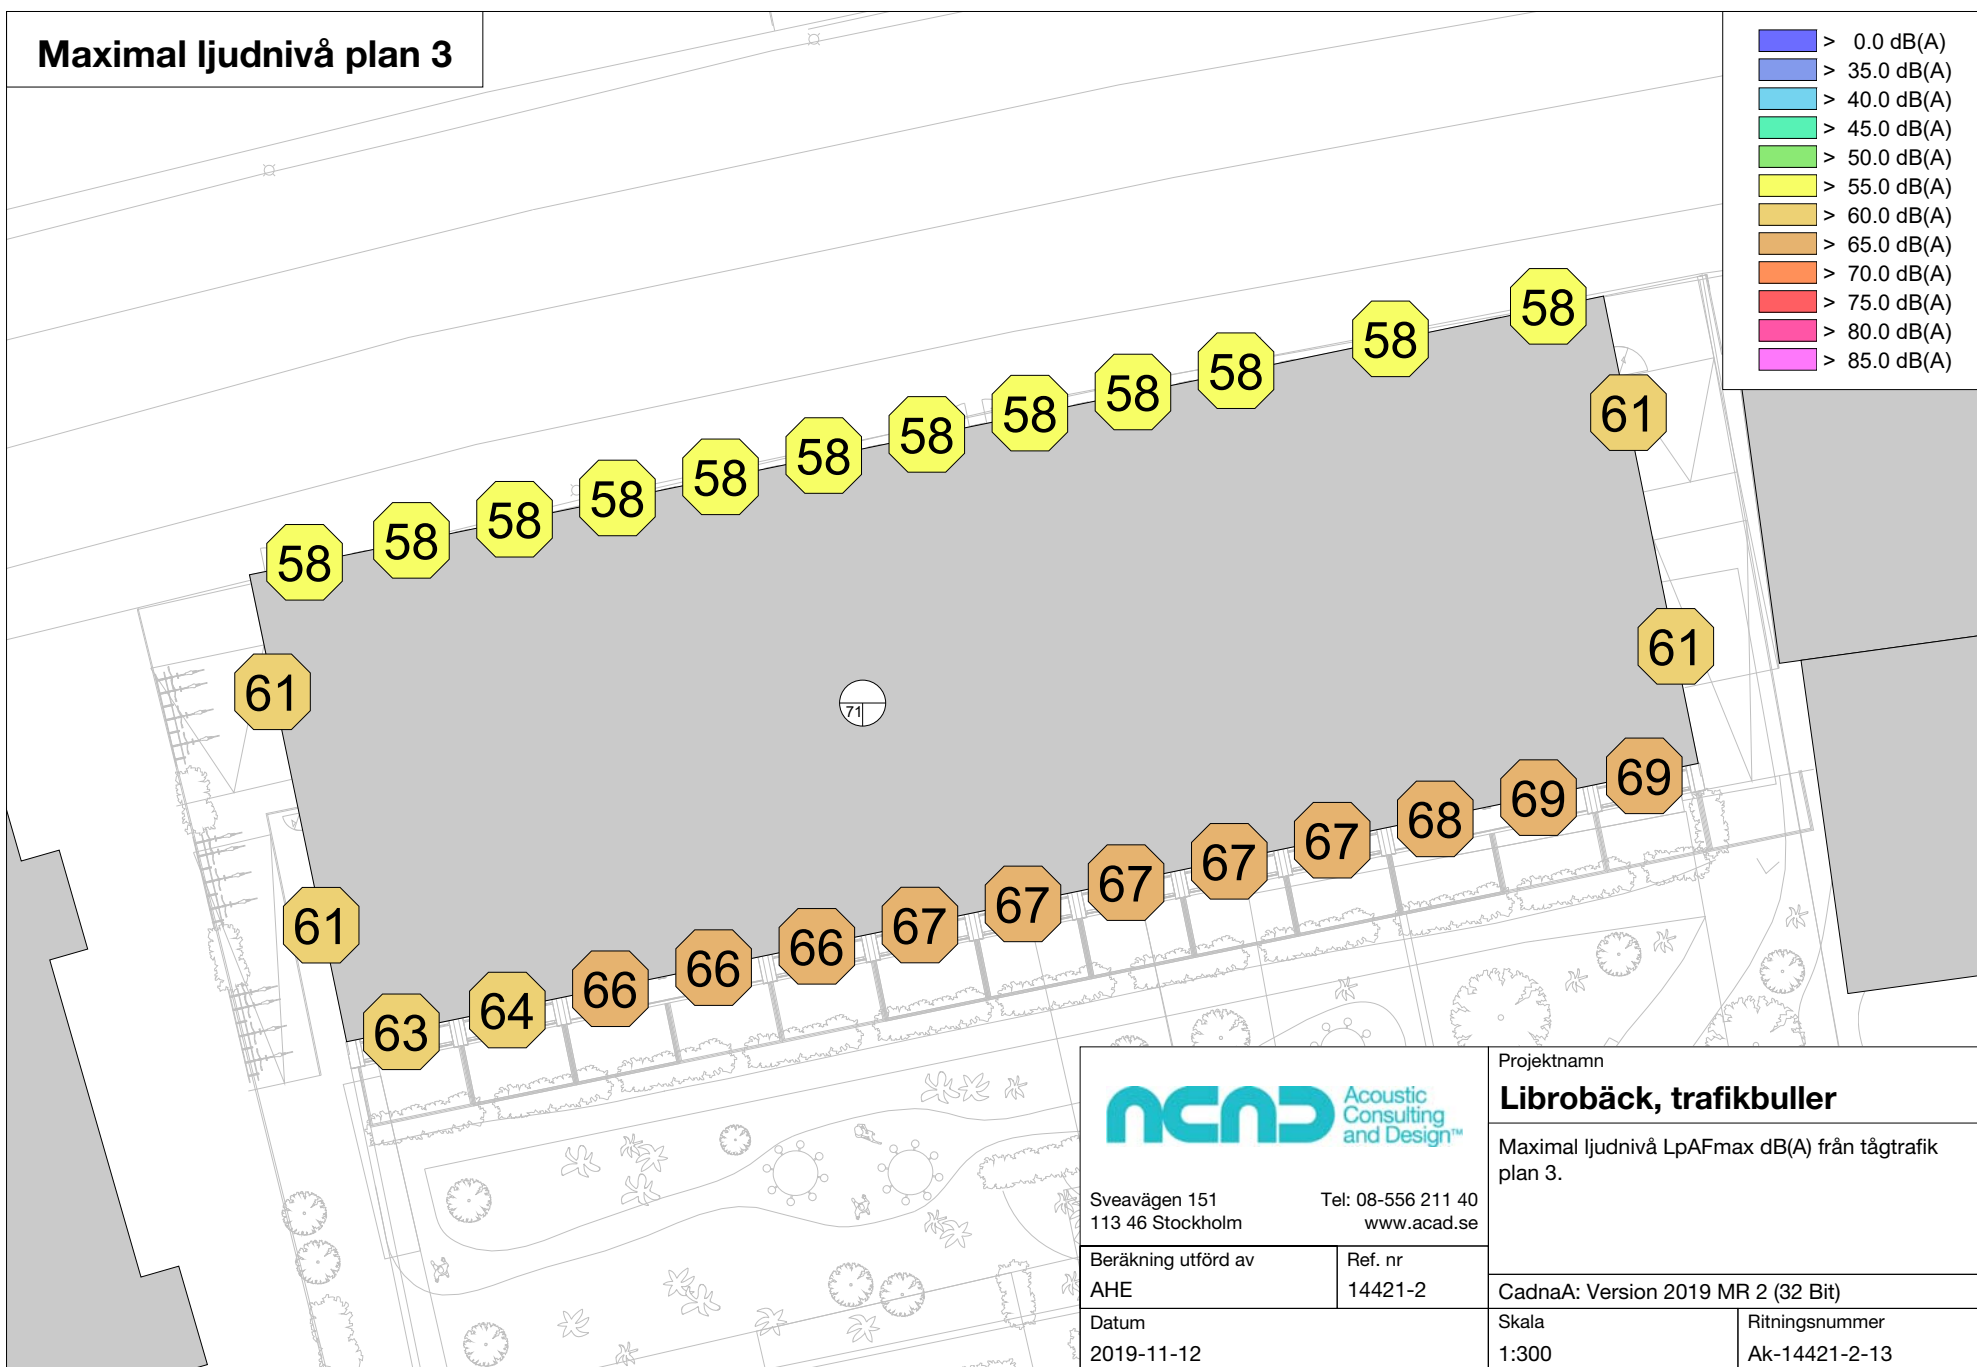 Maximal ljudnivå plan 3
> 0.0 dB(A)
> 35.0 dB(A)
> 40.0 dB(A)
> 45.0 dB(A)
> 50.0 dB(A)
> 55.0 dB(A)
> 60.0 dB(A)
> 65.0 dB(A)
> 70.0 dB(A)
> 75.0 dB(A)
> 80.0 dB(A)
> 85.0 dB(A)
58
58
58
58
58
58
58
58
58
58
58
58
61
61
61
61
71
69
69
68
67
67
67
67
67
66
66
66
64
63
ACAD
Acoustic
Consulting
and Design™
Sveavägen 151
113 46 Stockholm
Tel: 08-556 211 40
www.acad.se
Projektnamn
Librobäck, trafikbuller
Maximal ljudnivå LpAFmax dB(A) från tågtrafik
plan 3.
Beräkning utförd av
AHE
Ref. nr
14421-2
CadnaA: Version 2019 MR 2 (32 Bit)
Datum
2019-11-12
Skala
1:300
Ritningsnummer
Ak-14421-2-13